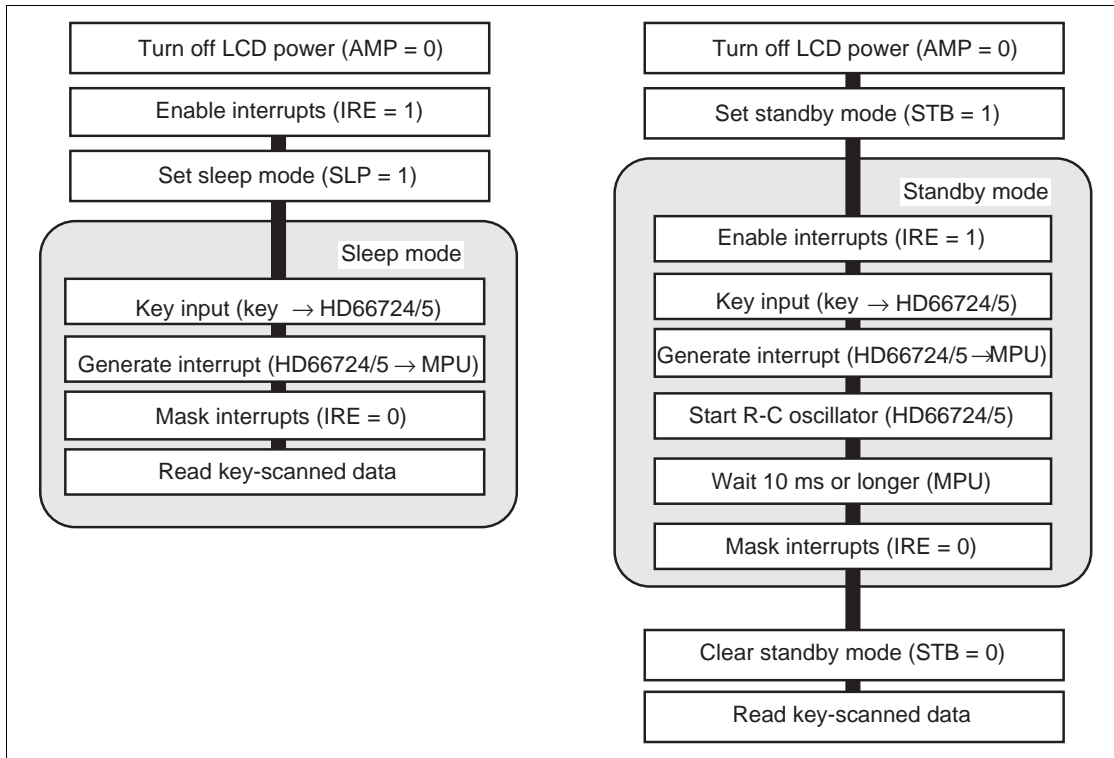 Turn off LCD power (AMP = 0)
Enable interrupts (IRE = 1)
Set sleep mode (SLP = 1)
Sleep mode
Key input (key → HD66724/5)
Generate interrupt (HD66724/5 → MPU)
Mask interrupts (IRE = 0)
Read key-scanned data
Turn off LCD power (AMP = 0)
Set standby mode (STB = 1)
Standby mode
Enable interrupts (IRE = 1)
Key input (key → HD66724/5)
Generate interrupt (HD66724/5 →MPU)
Start R-C oscillator (HD66724/5)
Wait 10 ms or longer (MPU)
Mask interrupts (IRE = 0)
Clear standby mode (STB = 0)
Read key-scanned data